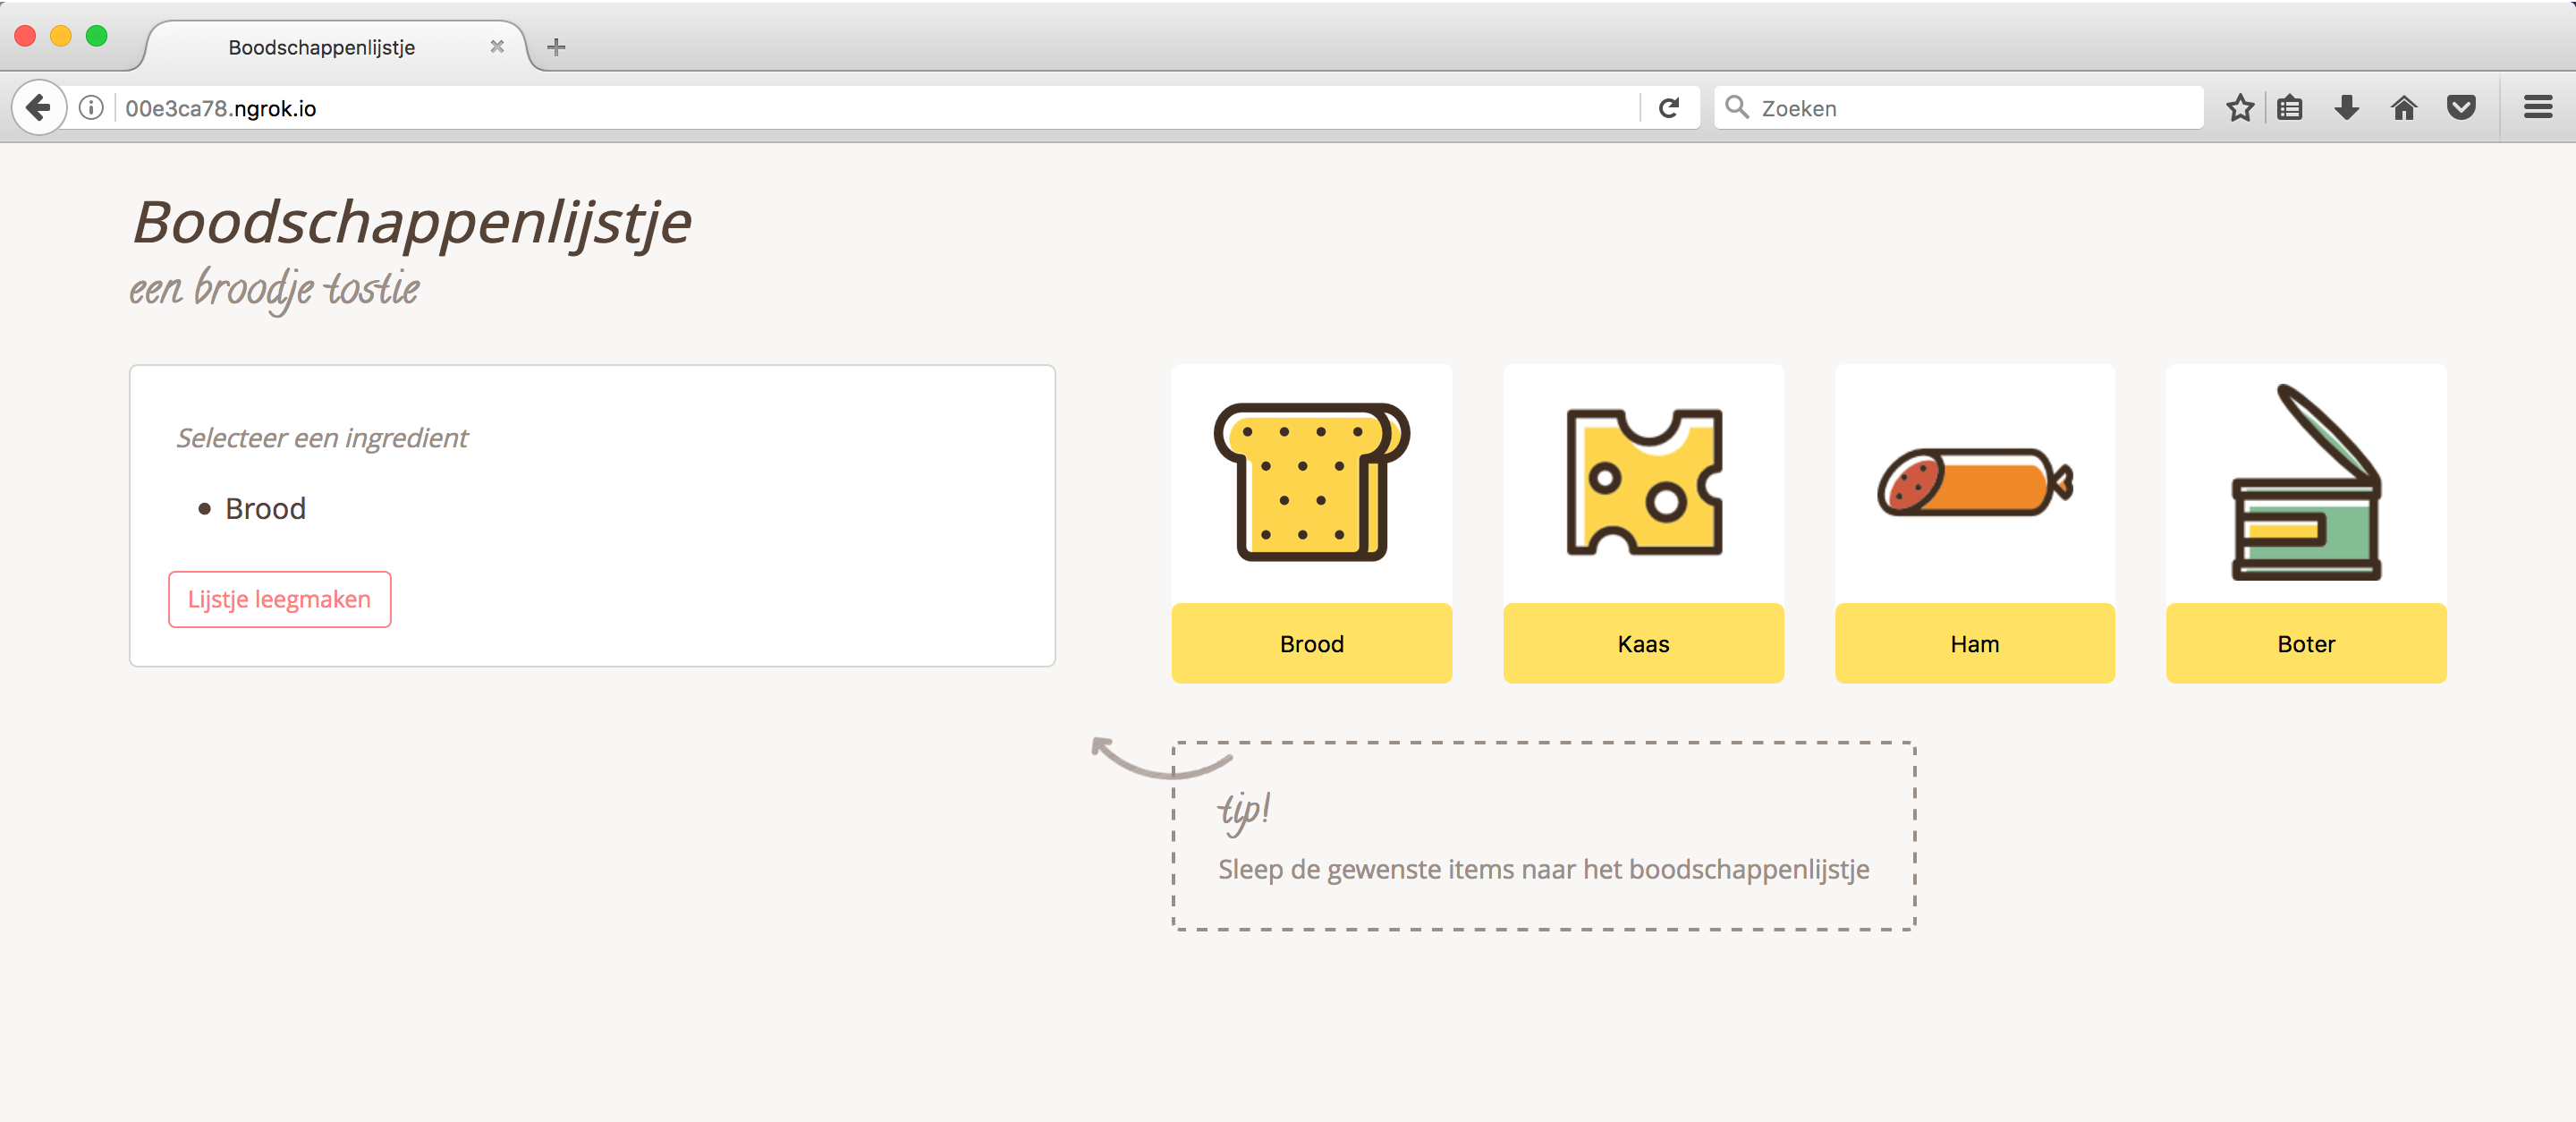 Boodschappenlijstje
00e3ca78.ngrok.io
Zoeken
Boodschappenlijstje
een broodje tostie
Selecteer een ingredient
• Brood
Lijstje leegmaken
Brood
Kaas
Ham
Boter
tip!
Sleep de gewenste items naar het boodschappenlijstje